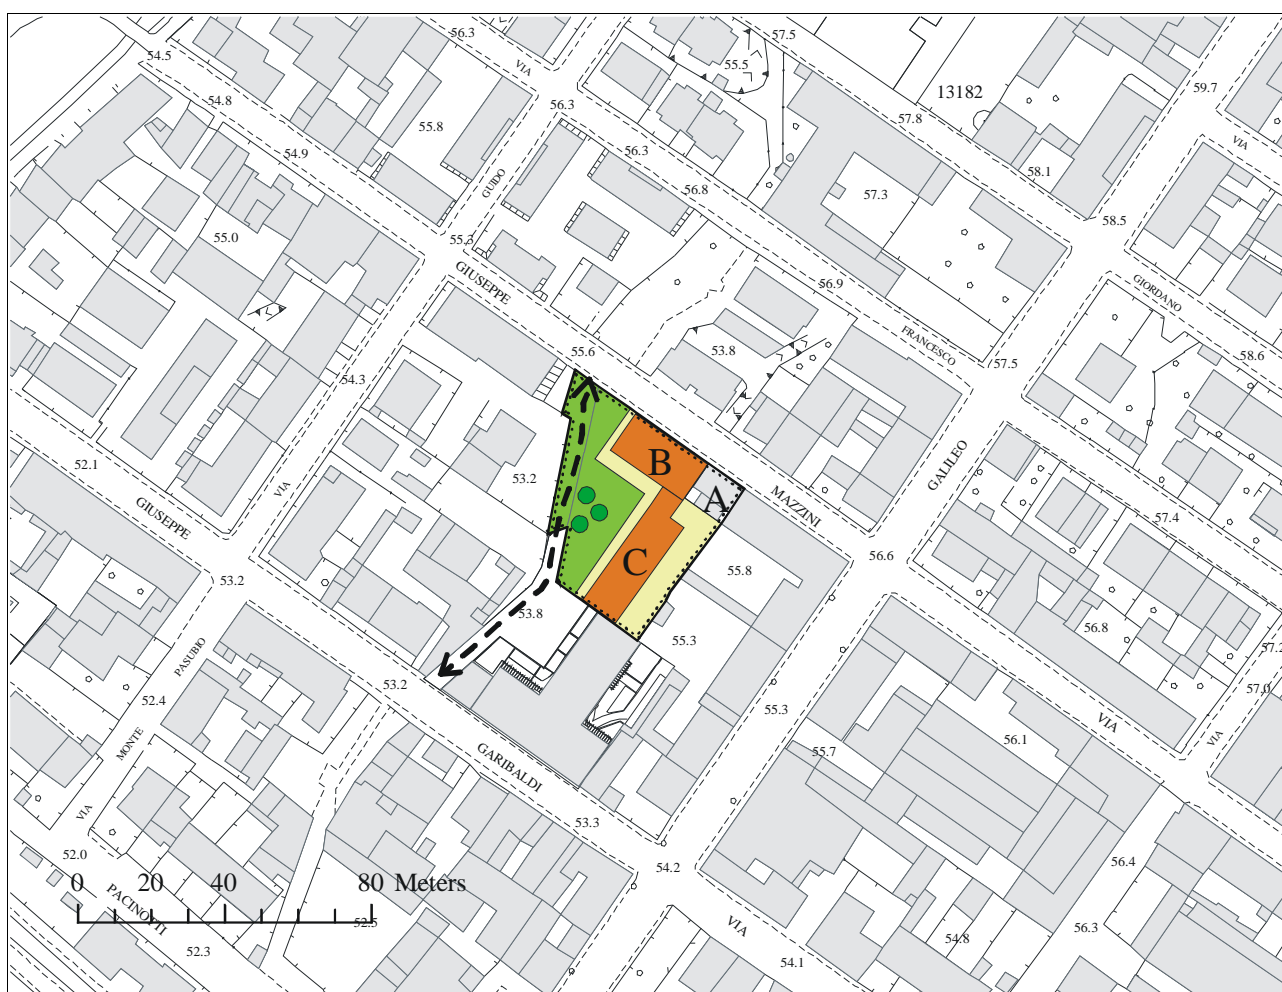 57.5
56.3
54.5
VIA
55.5
59.7
13182
54.8
56.3
57.8
55.8
54.9
56.3
VIA
58.1
GUIDO
56.8
57.3
58.5
55.0
55.3
GIUSEPPE
56.9
GIORDANO
FRANCESCO
55.6
53.8
57.5
58.6
54.3
GALILEO
52.1
53.2
B
A
MAZZINI
VIA
GIUSEPPE
57.4
C
56.6
53.2
55.8
53.8
56.8
55.3
57.2
PASUBIO
53.2
57.0
52.4
55.3
VIA
MONTE
GARIBALDI
55.7
56.1
VIA
VIA
53.3
52.0
54.2
56.4
0 20 40 80 Meters
PACINOTTI
52.5
VIA
56.3
52.3
54.8
54.1